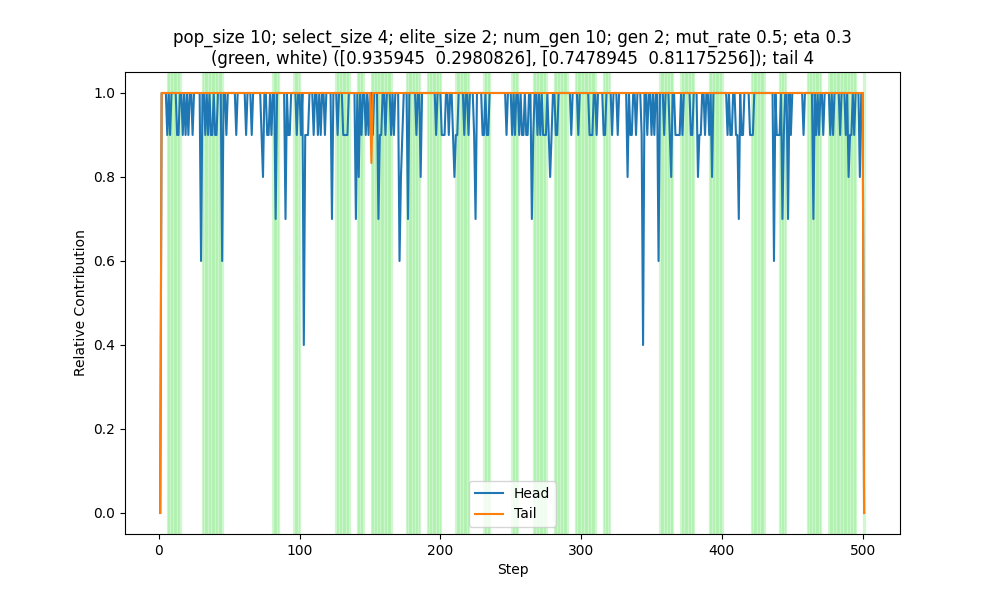 pop_size 10; select_size 4; elite_size 2; num_gen 10; gen 2; mut_rate 0.5; eta 0.3
(green, white) ([0.935945  0.2980826], [0.7478945  0.81175256]); tail 4
1.0
0.8
0.6
0.4
0.2
0.0
Relative Contribution
Head
Tail
0
100
200
300
400
500
Step